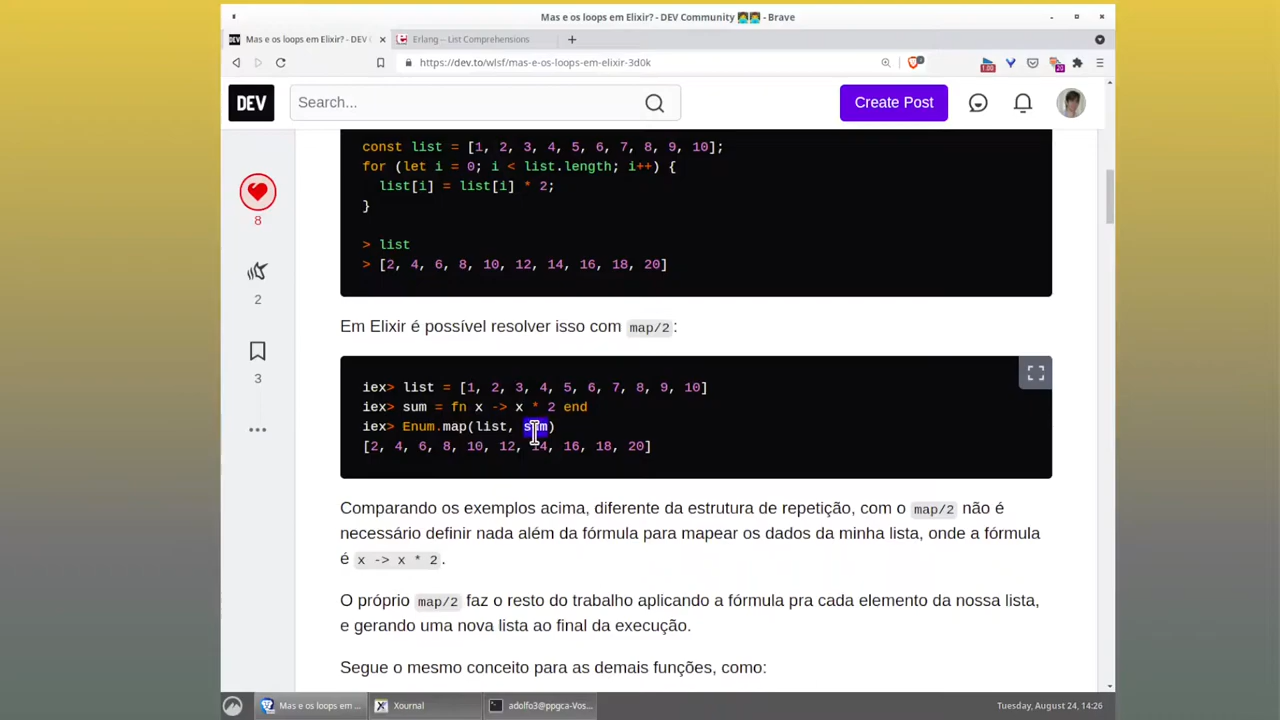 Mas e os loops em Elixir? - DEV Community 👩‍💻👨‍💻 - Brave
Mas e os loops em Elixir? - DEV C
Erlang -- List Comprehensions
https://dev.to/wlsf/mas-e-os-loops-em-elixir-3d0k
DEV
Search...
Create Post
const list = [1, 2, 3, 4, 5, 6, 7, 8, 9, 10];
for (let i = 0; i < list.length; i++) {
list[i] = list[i] * 2;
}
> list
> [2, 4, 6, 8, 10, 12, 14, 16, 18, 20]
8
2
3
Em Elixir é possível resolver isso com map/2:
iex> list = [1, 2, 3, 4, 5, 6, 7, 8, 9, 10]
iex> sum = fn x -> x * 2 end
iex> Enum.map(list, sum)
[2, 4, 6, 8, 10, 12, 14, 16, 18, 20]
Comparando os exemplos acima, diferente da estrutura de repetição, com o map/2 não é
necessário definir nada além da fórmula para mapear os dados da minha lista, onde a fórmula
é x -> x * 2.
O próprio map/2 faz o resto do trabalho aplicando a fórmula pra cada elemento da nossa lista,
e gerando uma nova lista ao final da execução.
Segue o mesmo conceito para as demais funções, como:
Mas e os loops em ...
Xournal
adolfo3@ppgca-Vos...
Tuesday, August 24, 14:26